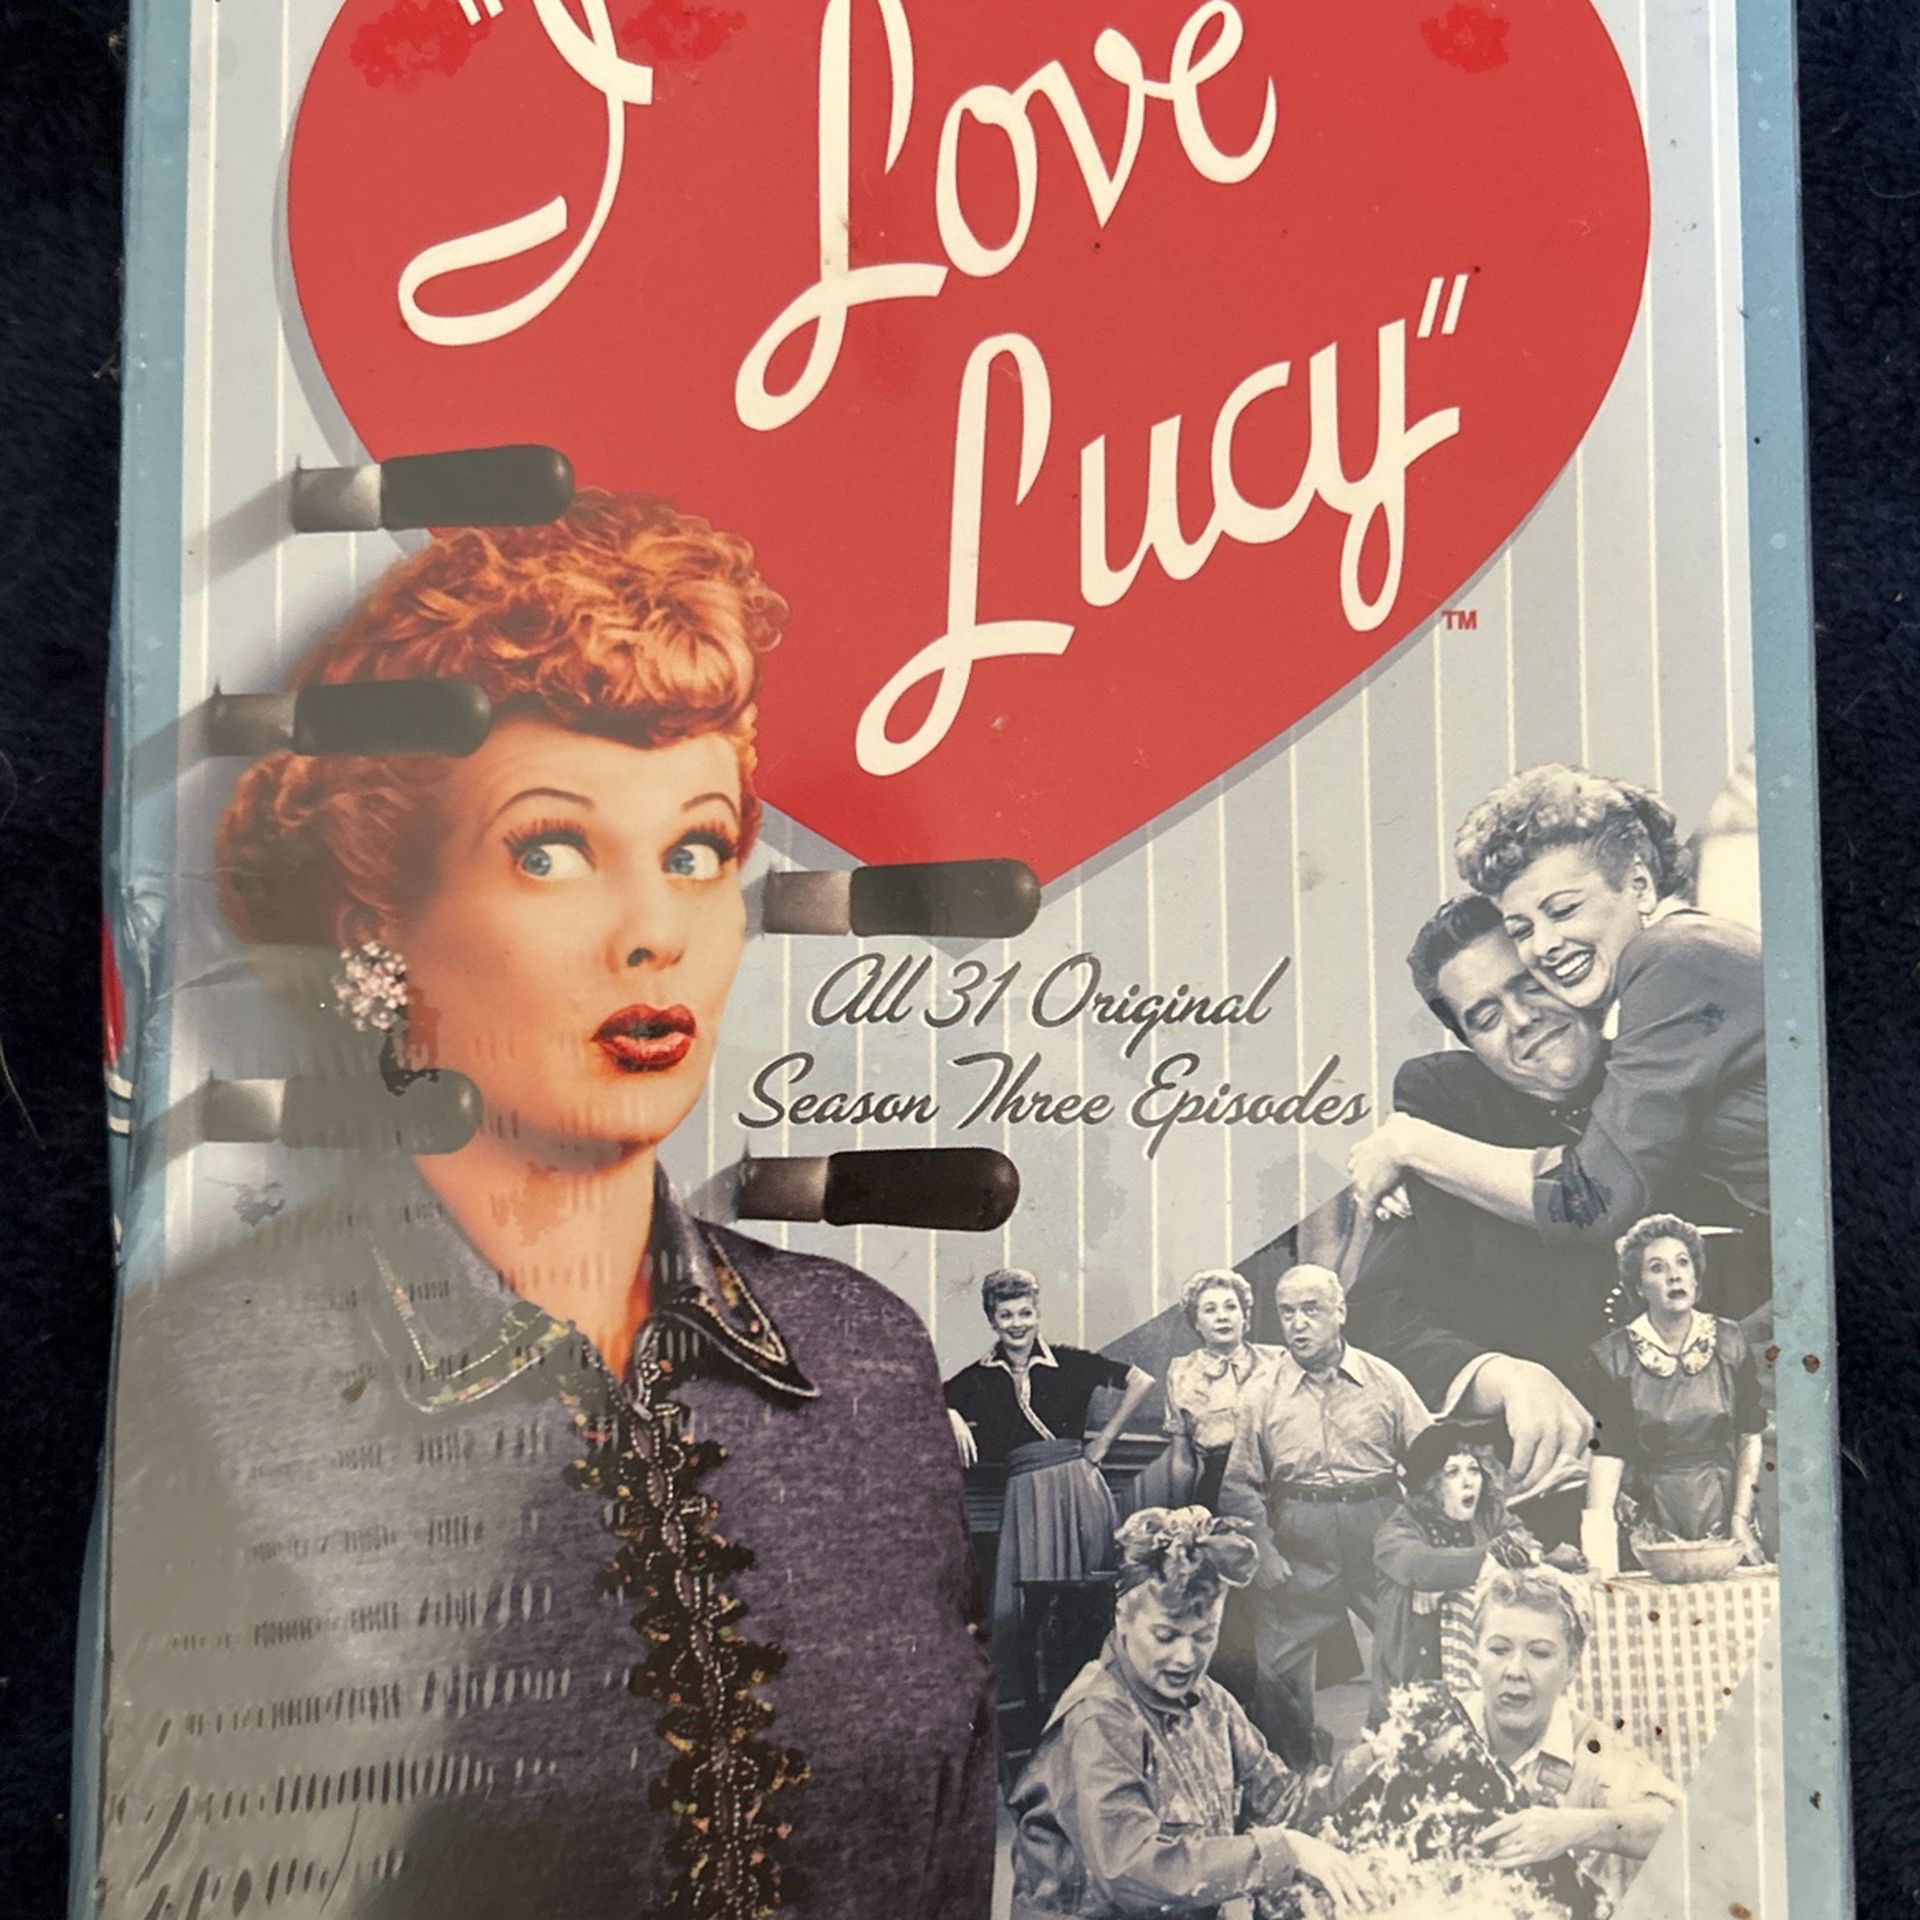 "I Love
Lucy"
TM
All 31 Original
Season Three Episodes